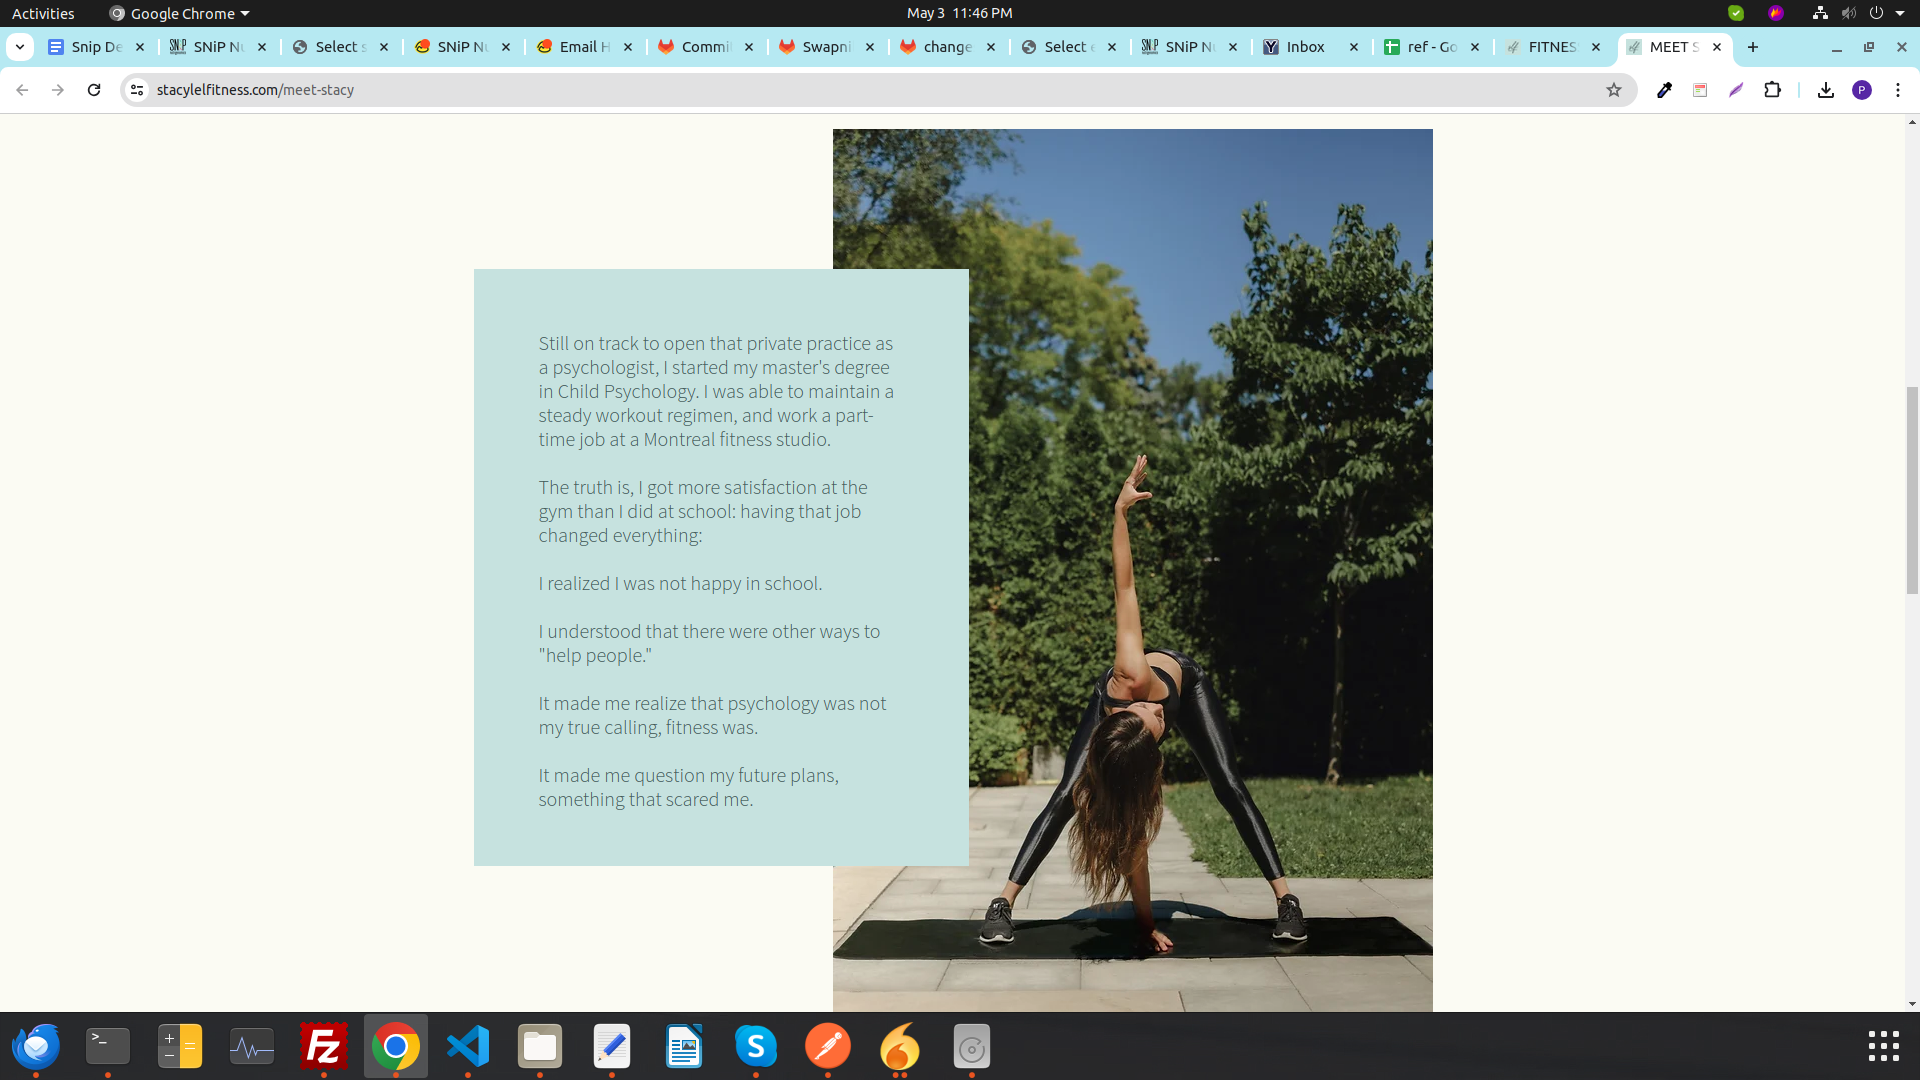 Activities
Google Chrome
May 3 11:46 PM
Snip De
SNiP Nu
Select s
SNiP Nu
Email H
Commi
Swapni
change
Select e
SNiP Nu
Inbox
ref - Go
FITNES
MEET S
stacylelfitness.com/meet-stacy
P
Still on track to open that private practice as
a psychologist, I started my master's degree
in Child Psychology. I was able to maintain a
steady workout regimen, and work a part-
time job at a Montreal fitness studio.
The truth is, I got more satisfaction at the
gym than I did at school: having that job
changed everything:
I realized I was not happy in school.
I understood that there were other ways to
"help people."
It made me realize that psychology was not
my true calling, fitness was.
It made me question my future plans,
something that scared me.